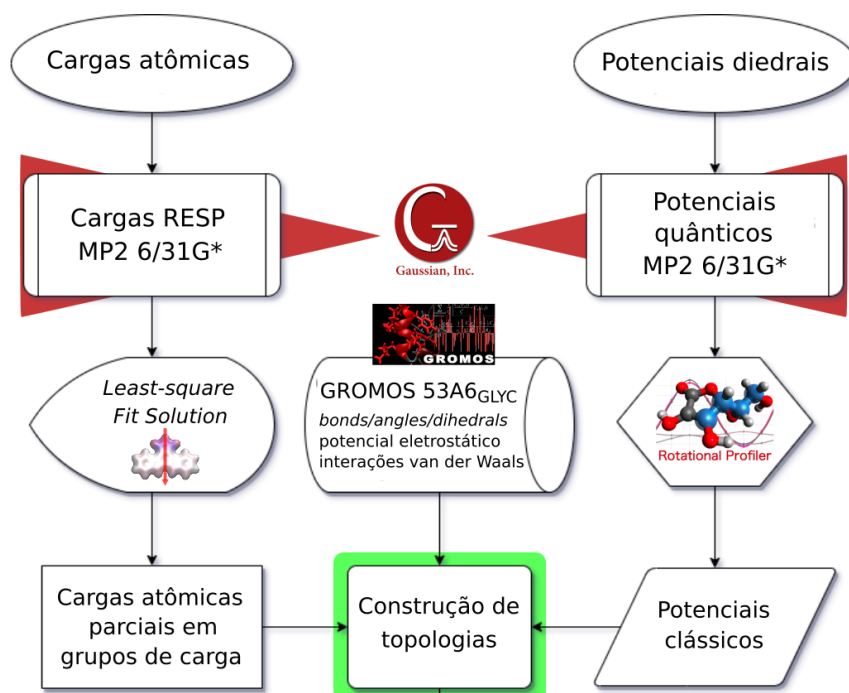 Cargas atômicas
Potenciais diedrais
Cargas RESP
MP2 6/31G*
Gaussian, Inc.
Potenciais
quânticos
MP2 6/31G*
GROMOS
Least-square
Fit Solution
GROMOS 53A6GLYC
bonds/angles/dihedrals
potencial eletrostático
interações van der Waals
Rotational Profiler
Cargas atômicas
parciais em
grupos de carga
Construção de
topologias
Potenciais
clássicos